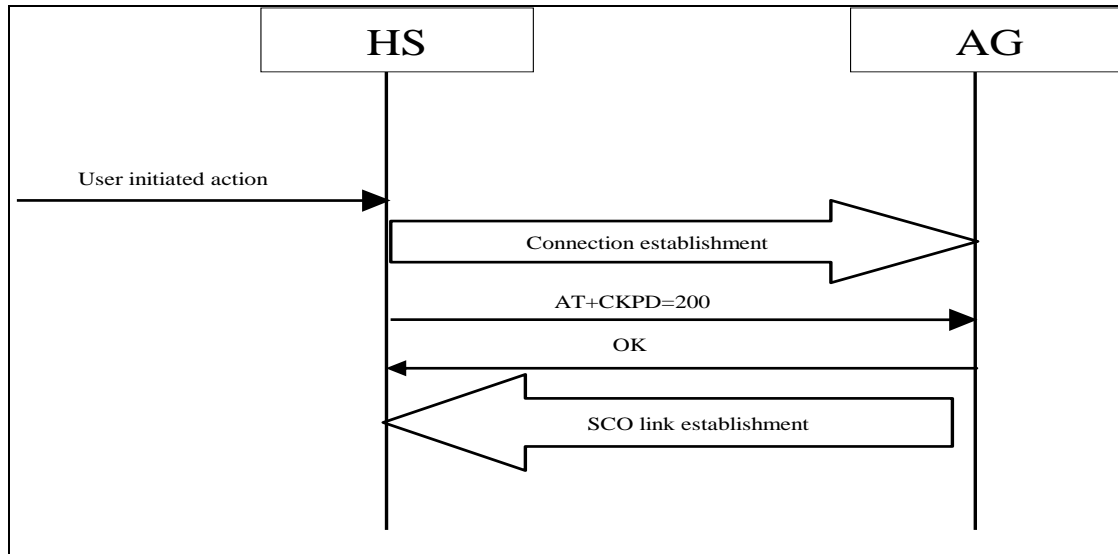 HS
AG
User initiated action
Connection establishment
AT+CKPD=200
OK
SCO link establishment